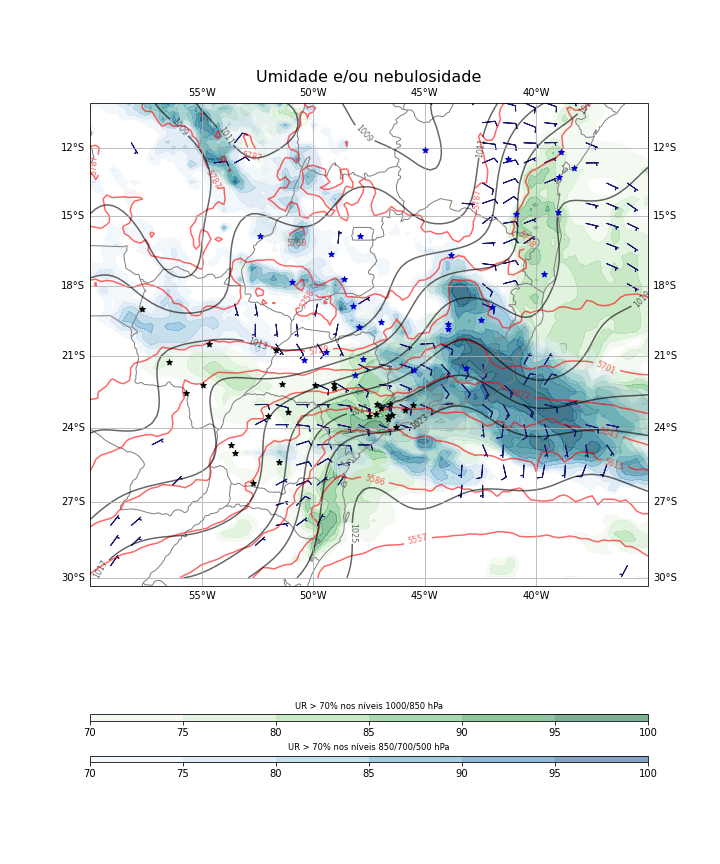 Umidade e/ou nebulosidade
55°W 50°W 45°W 40°W
12°S 12°S
15°S 15°S
18°S 18°S
21°S 21°S
24°S 24°S
27°S 27°S
30°S 30°S
1009
1009
5758
5701
5586
5557
1025
1017
55°W 50°W 45°W 40°W
UR > 70% nos níveis 1000/850 hPa
70 75 80 85 90 95 100
UR > 70% nos níveis 850/700/500 hPa
70 75 80 85 90 95 100